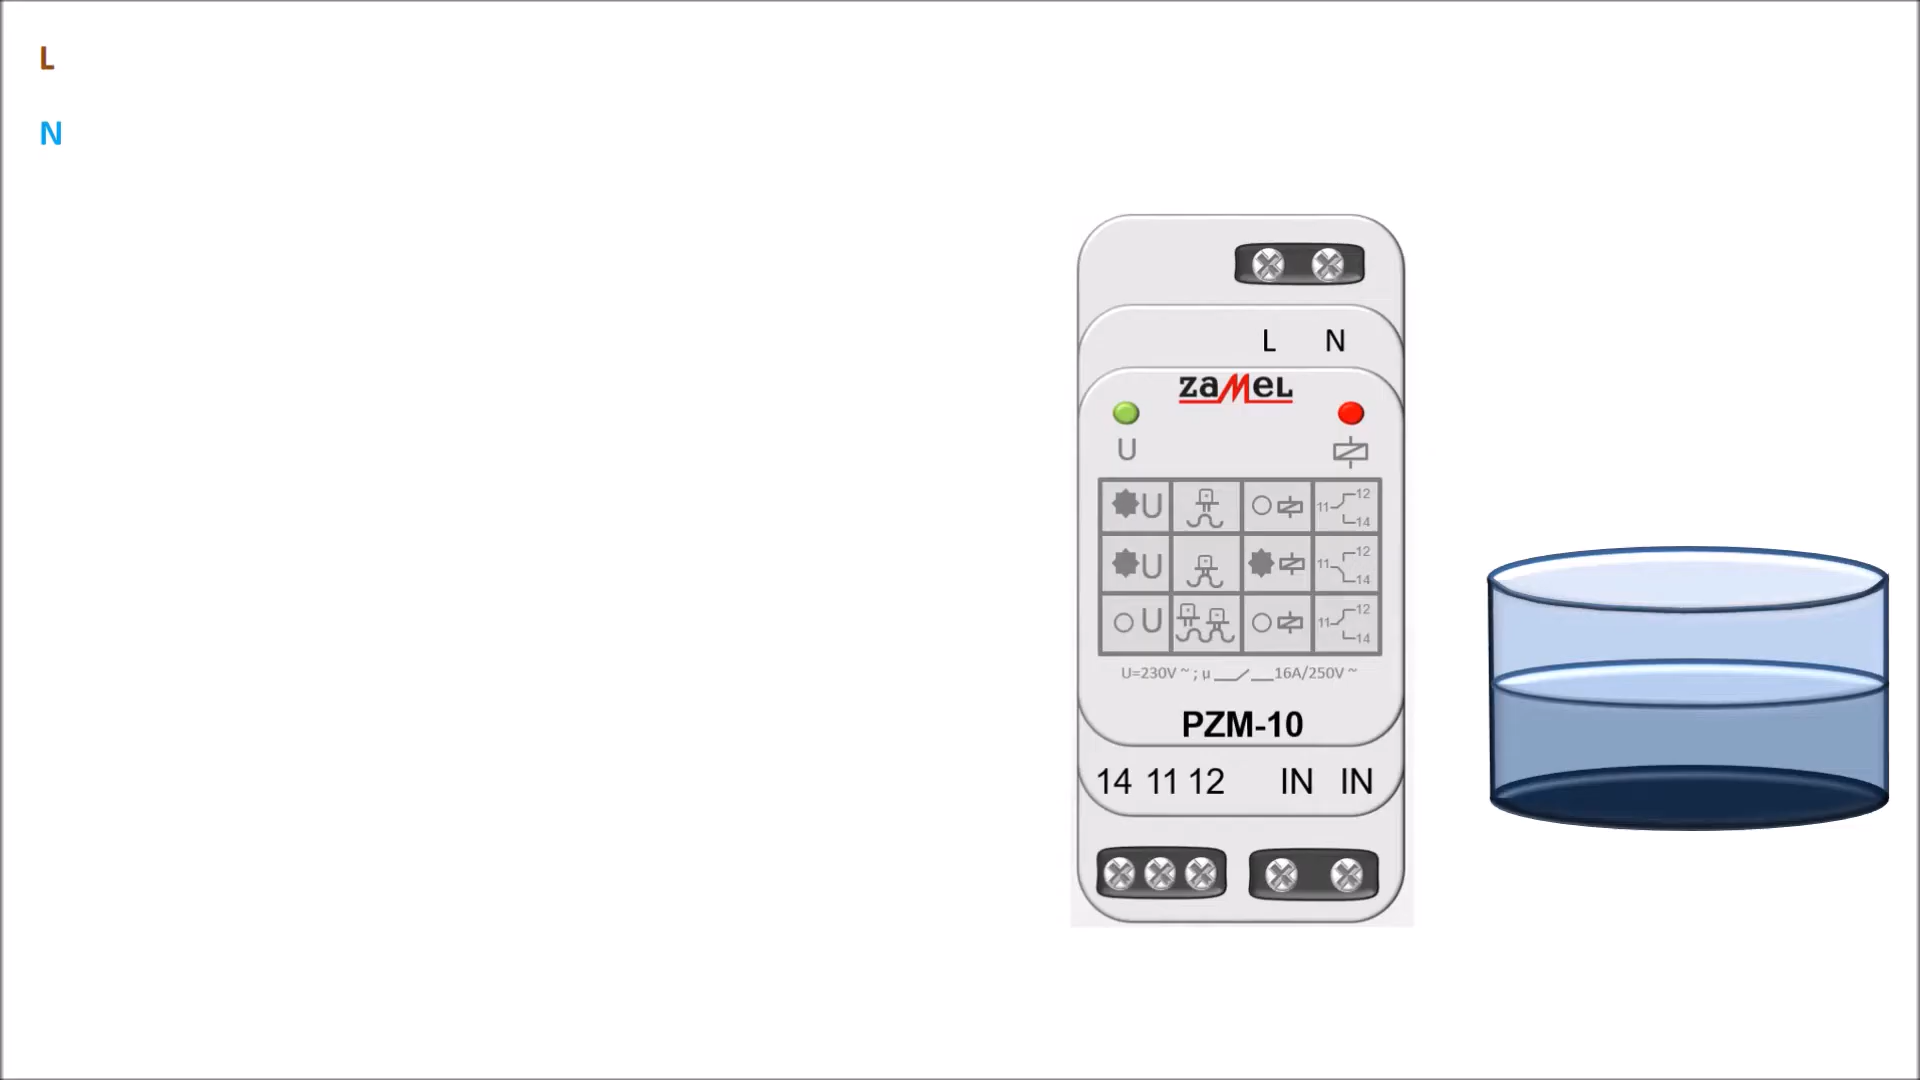 L
N
L N
zaMeL
U
U 11 12 14
U 11 12 14
U 11 12 14
U=230V ~ ; µ 16A/250V ~
PZM-10
14 11 12 IN IN